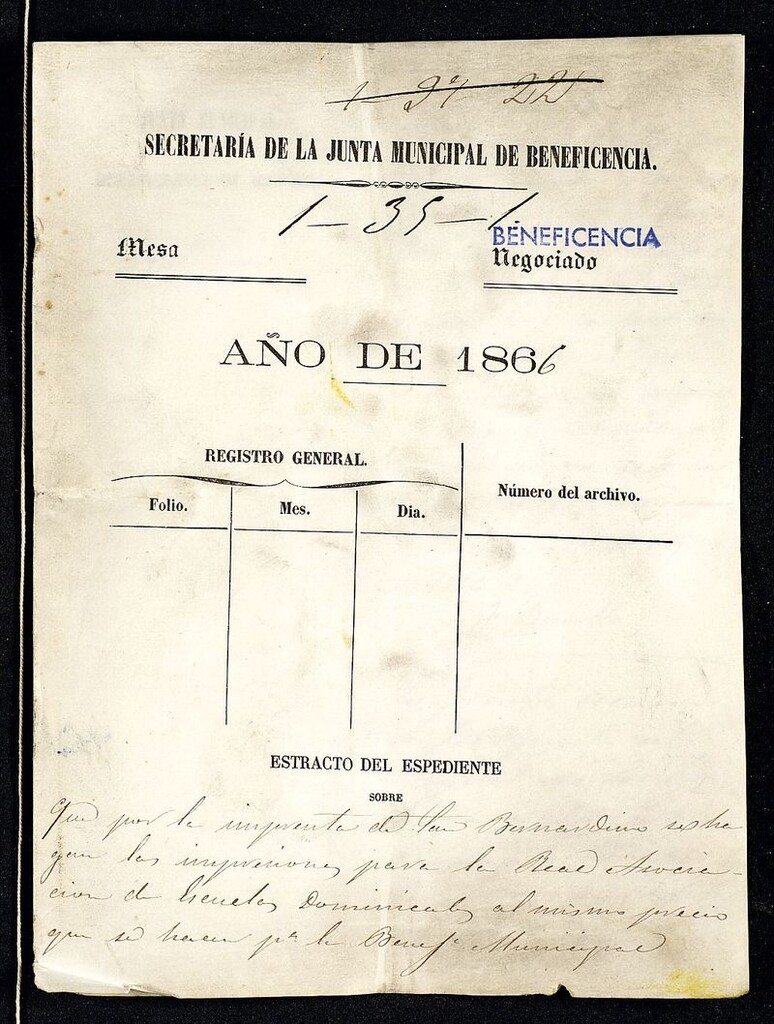 1 - 37 - 22
SECRETARÍA DE LA JUNTA MUNICIPAL DE BENEFICENCIA.
1-35-1
BENEFICENCIA
Mesa
Negociado
AÑO DE 1866
REGISTRO GENERAL.
Número del archivo.
Folio. Mes. Dia.
ESTRACTO DEL ESPEDIENTE
SOBRE
Que por la imprenta de San Bernardino se ha
gan las impresiones para la Real Asocia-
cion de Escuelas Dominicales al mismo precio
que se hacen pª la Benefª Municipal